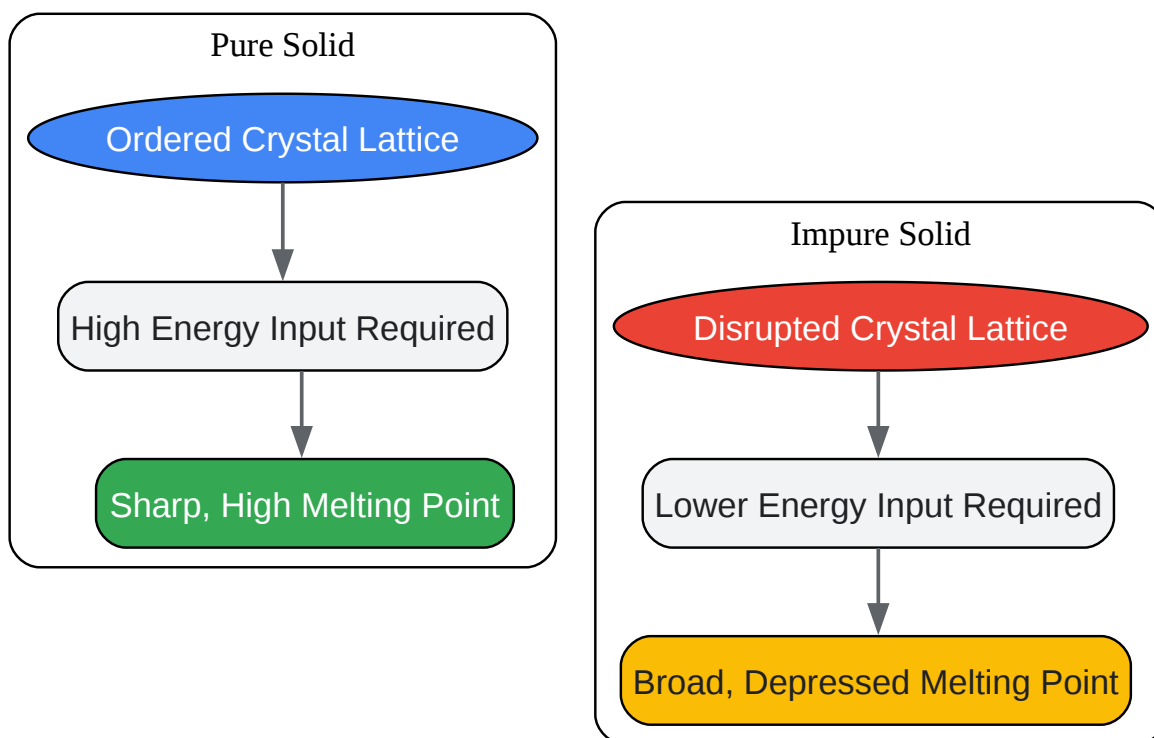 Pure Solid
Ordered Crystal Lattice
High Energy Input Required
Sharp, High Melting Point
Impure Solid
Disrupted Crystal Lattice
Lower Energy Input Required
Broad, Depressed Melting Point